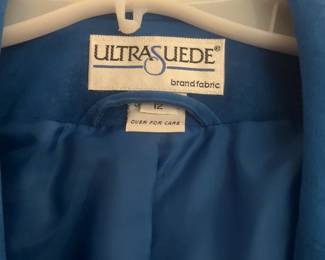 ULTRASUEDE®
brand fabric
12
OVER FOR CARE